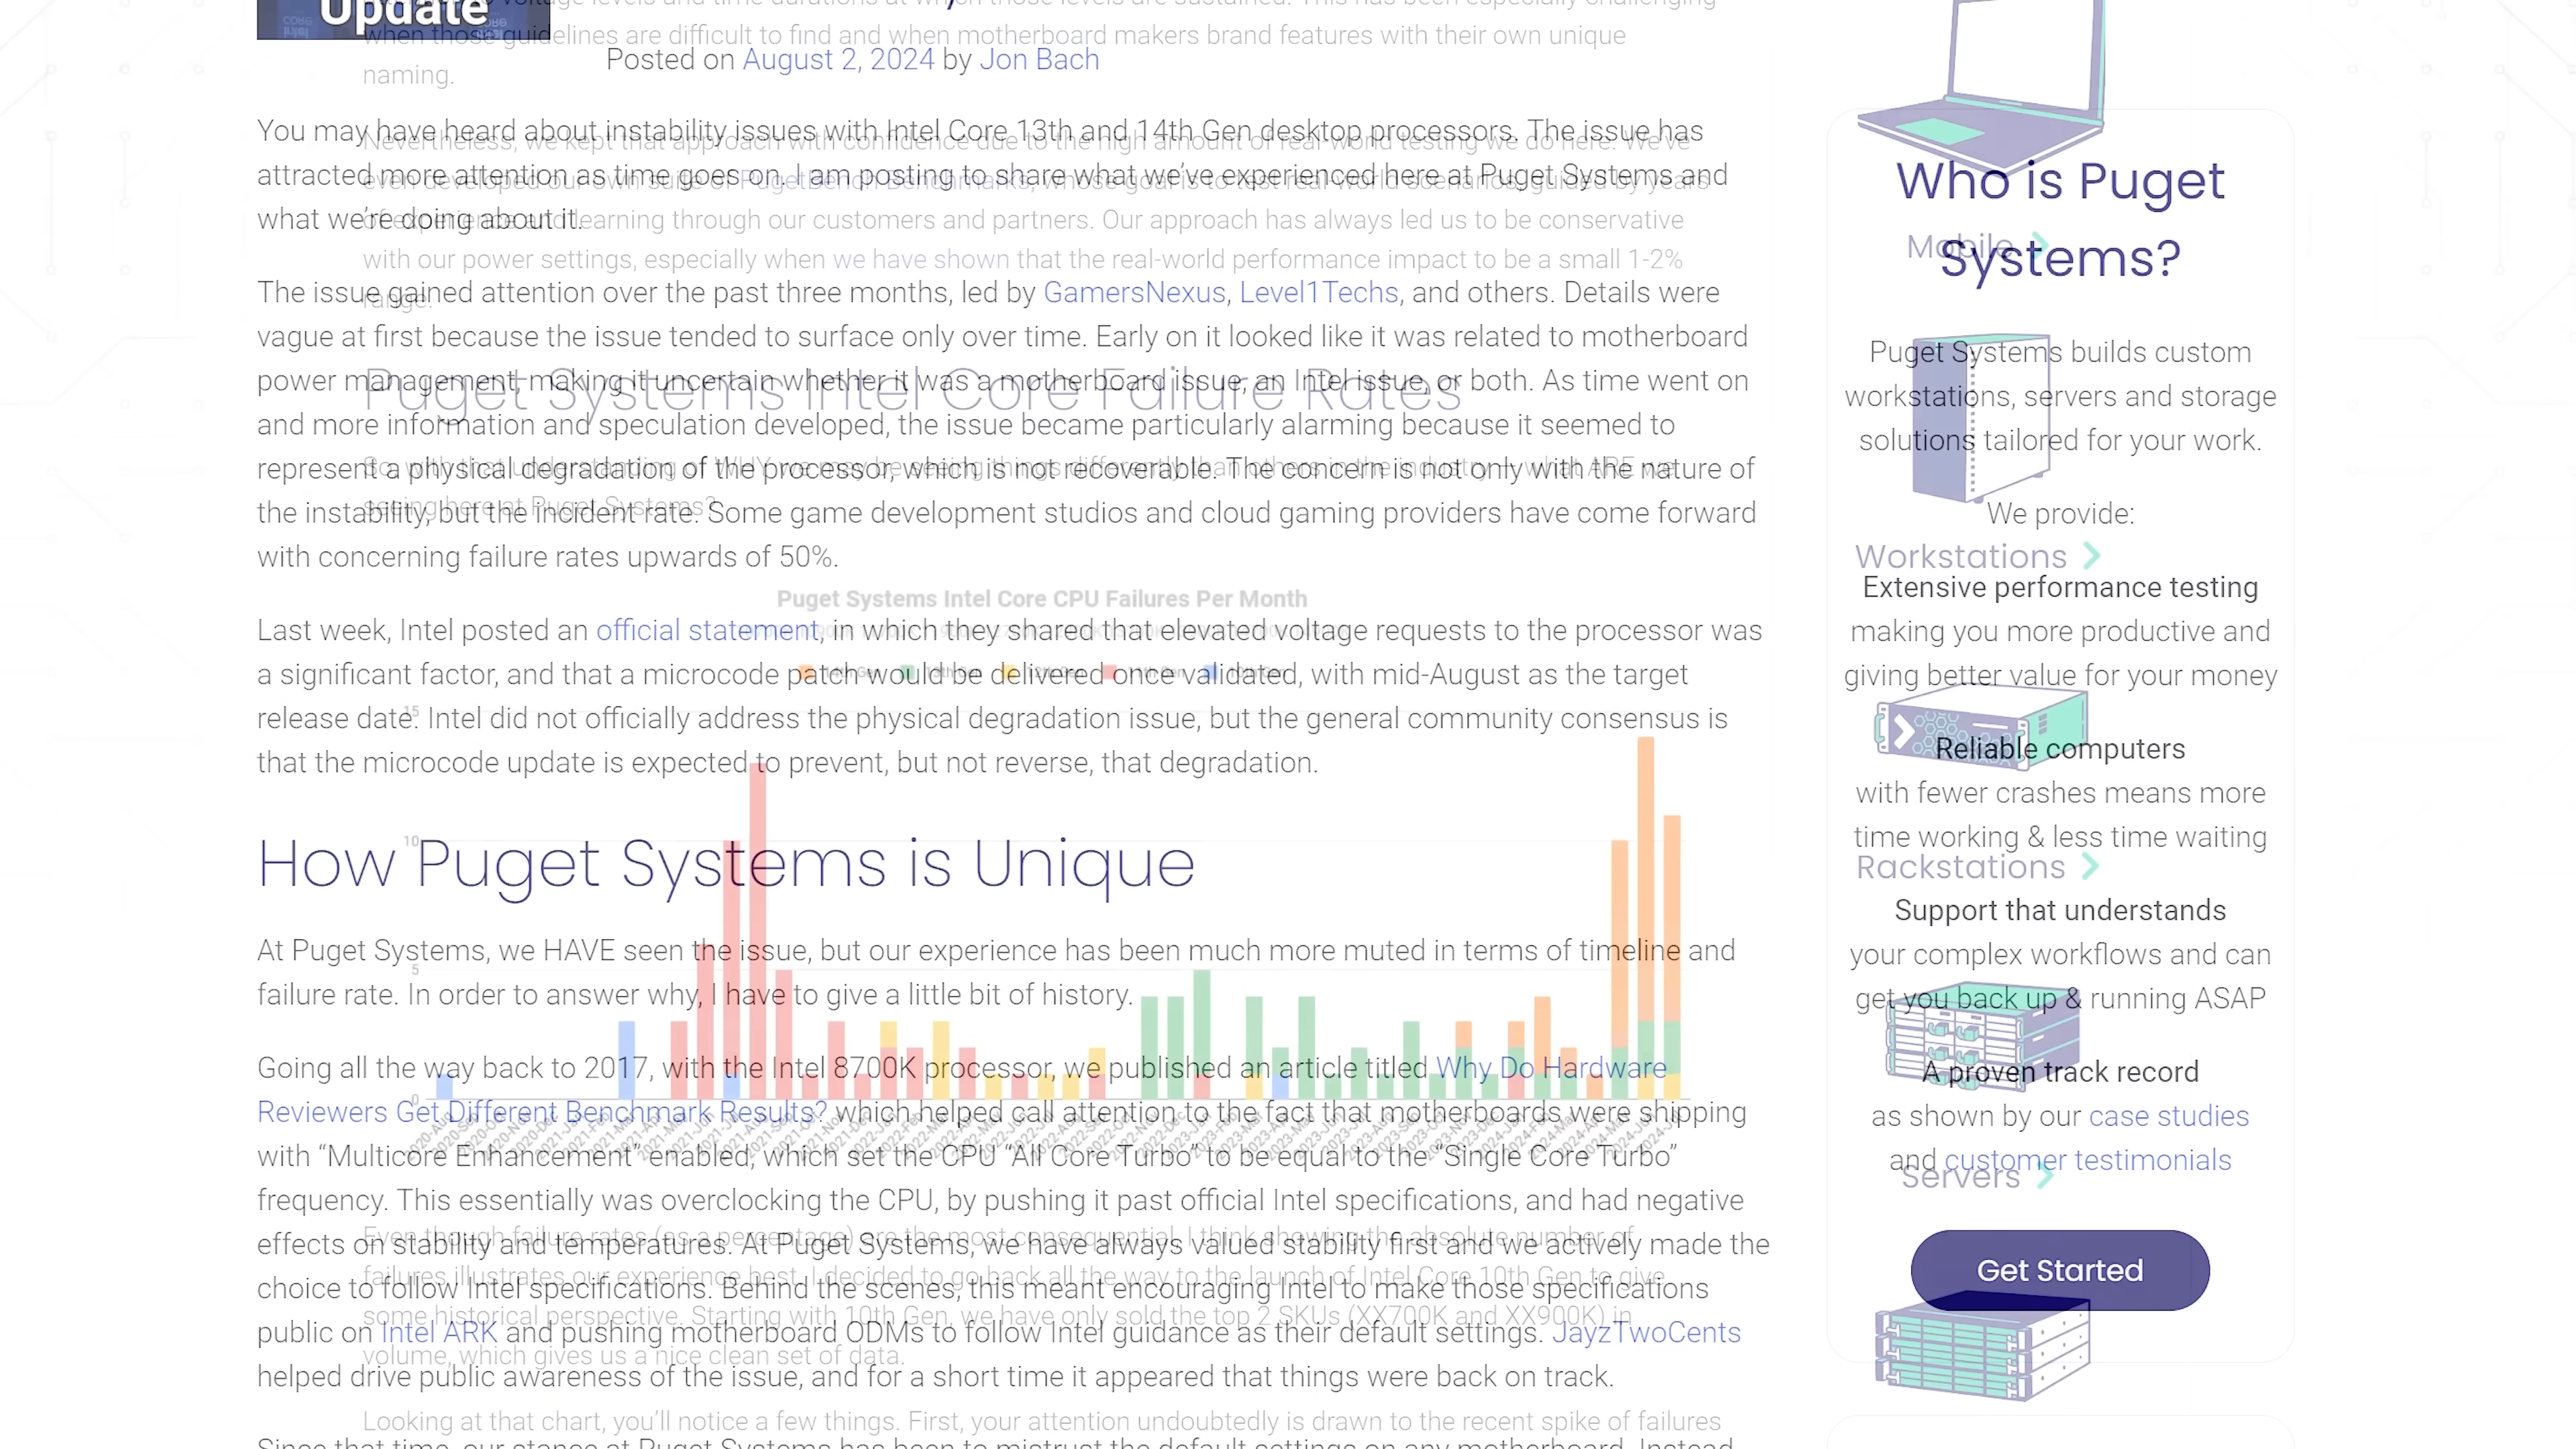 Update
when those guidelines are difficult to find and when motherboard makers brand features with their own unique
naming.
Posted on August 2, 2024 by Jon Bach
You may have heard about instability issues with Intel Core 13th and 14th Gen desktop processors. The issue has
attracted more attention as time goes on. I am posting to share what we've experienced here at Puget Systems and
what we're doing about it.
Nevertheless, we kept that approach with confidence due to the high amount of real-world testing we do here. We've
learning through our customers and partners. Our approach has always led us to be conservative
with our power settings, especially when we have shown that the real-world performance impact to be a small 1-2%
range.
The issue gained attention over the past three months, led by GamersNexus, Level1Techs, and others. Details were
vague at first because the issue tended to surface only over time. Early on it looked like it was related to motherboard
power management, making it uncertain whether it was a motherboard issue, an Intel issue, or both. As time went on
and more information and speculation developed, the issue became particularly alarming because it seemed to
represent a physical degradation of the processor, which is not recoverable. The concern is not only with the nature of
the instability, but the incident rate. Some game development studios and cloud gaming providers have come forward
with concerning failure rates upwards of 50%.
Puget Systems Intel Core Failure Rates
So, with that understanding of WHY we may be seeing things differently than others in the industry – what ARE we
seeing here at Puget Systems?
Puget Systems Intel Core CPU Failures Per Month
Last week, Intel posted an official statement, in which they shared that elevated voltage requests to the processor was
a significant factor, and that a microcode patch would be delivered once validated, with mid-August as the target
release date. Intel did not officially address the physical degradation issue, but the general community consensus is
that the microcode update is expected to prevent, but not reverse, that degradation.
15
10
5
0
How Puget Systems is Unique
At Puget Systems, we HAVE seen the issue, but our experience has been much more muted in terms of timeline and
failure rate. In order to answer why, I have to give a little bit of history.
Going all the way back to 2017, with the Intel 8700K processor, we published an article titled Why Do Hardware
Reviewers Get Different Benchmark Results? which helped call attention to the fact that motherboards were shipping
with “Multicore Enhancement” enabled, which set the CPU “All Core Turbo” to be equal to the “Single Core Turbo”
frequency. This essentially was overclocking the CPU, by pushing it past official Intel specifications, and had negative
effects on stability and temperatures. At Puget Systems, we have always valued stability first and we actively made the
choice to follow Intel specifications. Behind the scenes, this meant encouraging Intel to make those specifications
public on Intel ARK and pushing motherboard ODMs to follow Intel guidance as their default settings. JayzTwoCents
helped drive public awareness of the issue, and for a short time it appeared that things were back on track.
Even though failure rates (as a percentage) are the most consequential, I think showing the absolute number of
failures illustrates our experience best. I decided to go back all the way to the launch of Intel Core 10th Gen to give
some historical perspective. Starting with 10th Gen, we have only sold the top 2 SKUs (XX700K and XX900K) in
volume, which gives us a nice clean set of data.
Looking at that chart, you'll notice a few things. First, your attention undoubtedly is drawn to the recent spike of failures
Since that time, our stance at Puget Systems has been to mistrust the default settings on any motherboard. Instead
Who is Puget
Systems?
Mobile
Puget Systems builds custom
workstations, servers and storage
solutions tailored for your work.
We provide:
Workstations
Extensive performance testing
making you more productive and
giving better value for your money
Reliable computers
with fewer crashes means more
time working & less time waiting
Rackstations
Support that understands
your complex workflows and can
get you back up & running ASAP
A proven track record
as shown by our case studies
and customer testimonials
Servers
Get Started